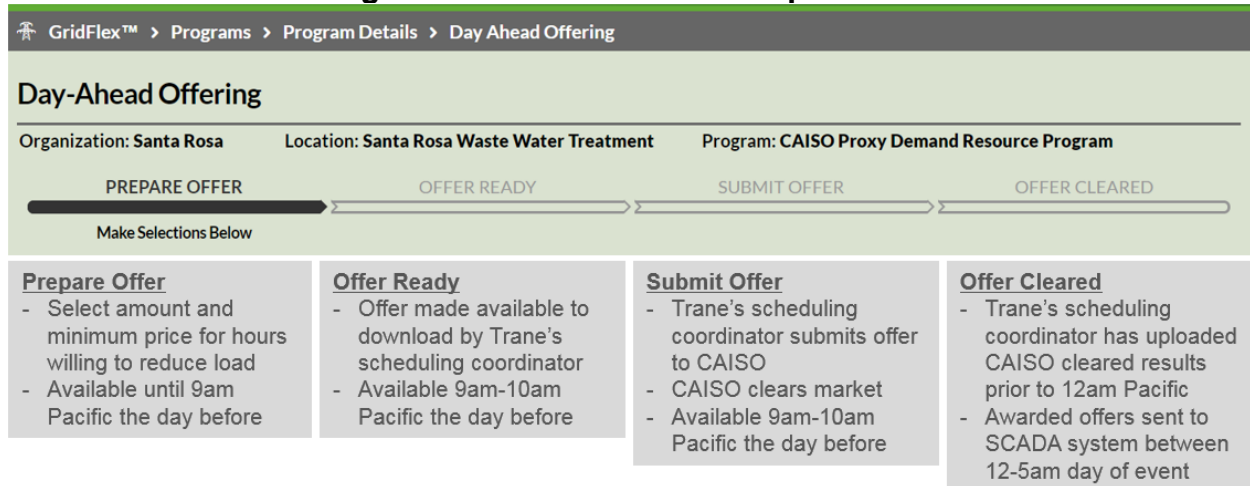 GridFlex™ > Programs > Program Details > Day Ahead Offering
Day-Ahead Offering
Organization: Santa Rosa Location: Santa Rosa Waste Water Treatment Program: CAISO Proxy Demand Resource Program
PREPARE OFFER OFFER READY SUBMIT OFFER OFFER CLEARED
Make Selections Below
Prepare Offer
- Select amount and
minimum price for hours
willing to reduce load
- Available until 9am
Pacific the day before
Offer Ready
- Offer made available to
download by Trane's
scheduling coordinator
- Available 9am-10am
Pacific the day before
Submit Offer
- Trane's scheduling
coordinator submits offer
to CAISO
- CAISO clears market
- Available 9am-10am
Pacific the day before
Offer Cleared
- Trane's scheduling
coordinator has uploaded
CAISO cleared results
prior to 12am Pacific
- Awarded offers sent to
SCADA system between
12-5am day of event